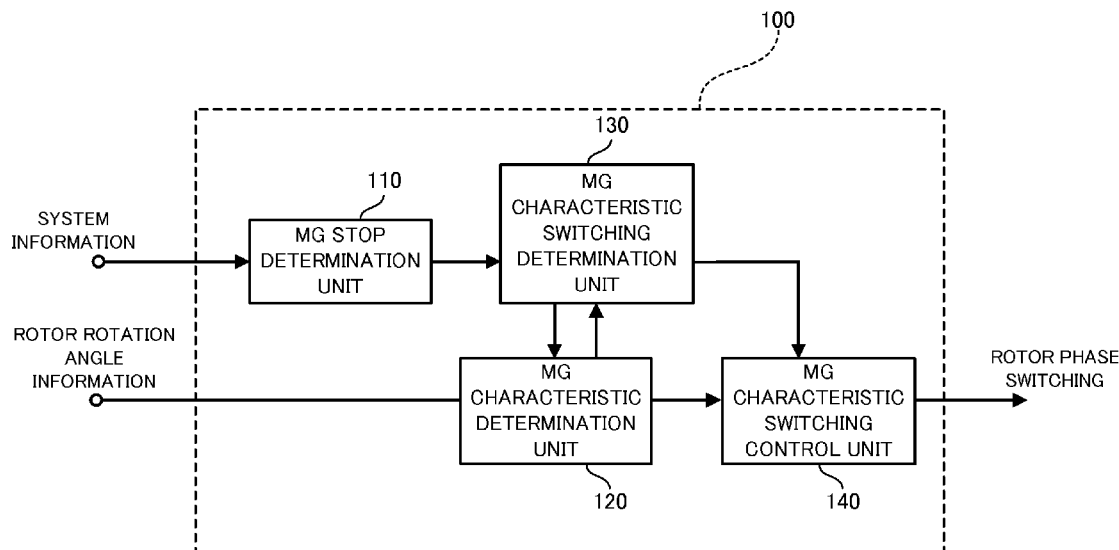 100
130
110
MG
CHARACTERISTIC
SWITCHING
DETERMINATION
UNIT
SYSTEM
INFORMATION
MG STOP
DETERMINATION
UNIT
ROTOR ROTATION
ANGLE
INFORMATION
MG
CHARACTERISTIC
DETERMINATION
UNIT
MG
CHARACTERISTIC
SWITCHING
CONTROL UNIT
ROTOR PHASE
SWITCHING
120
140